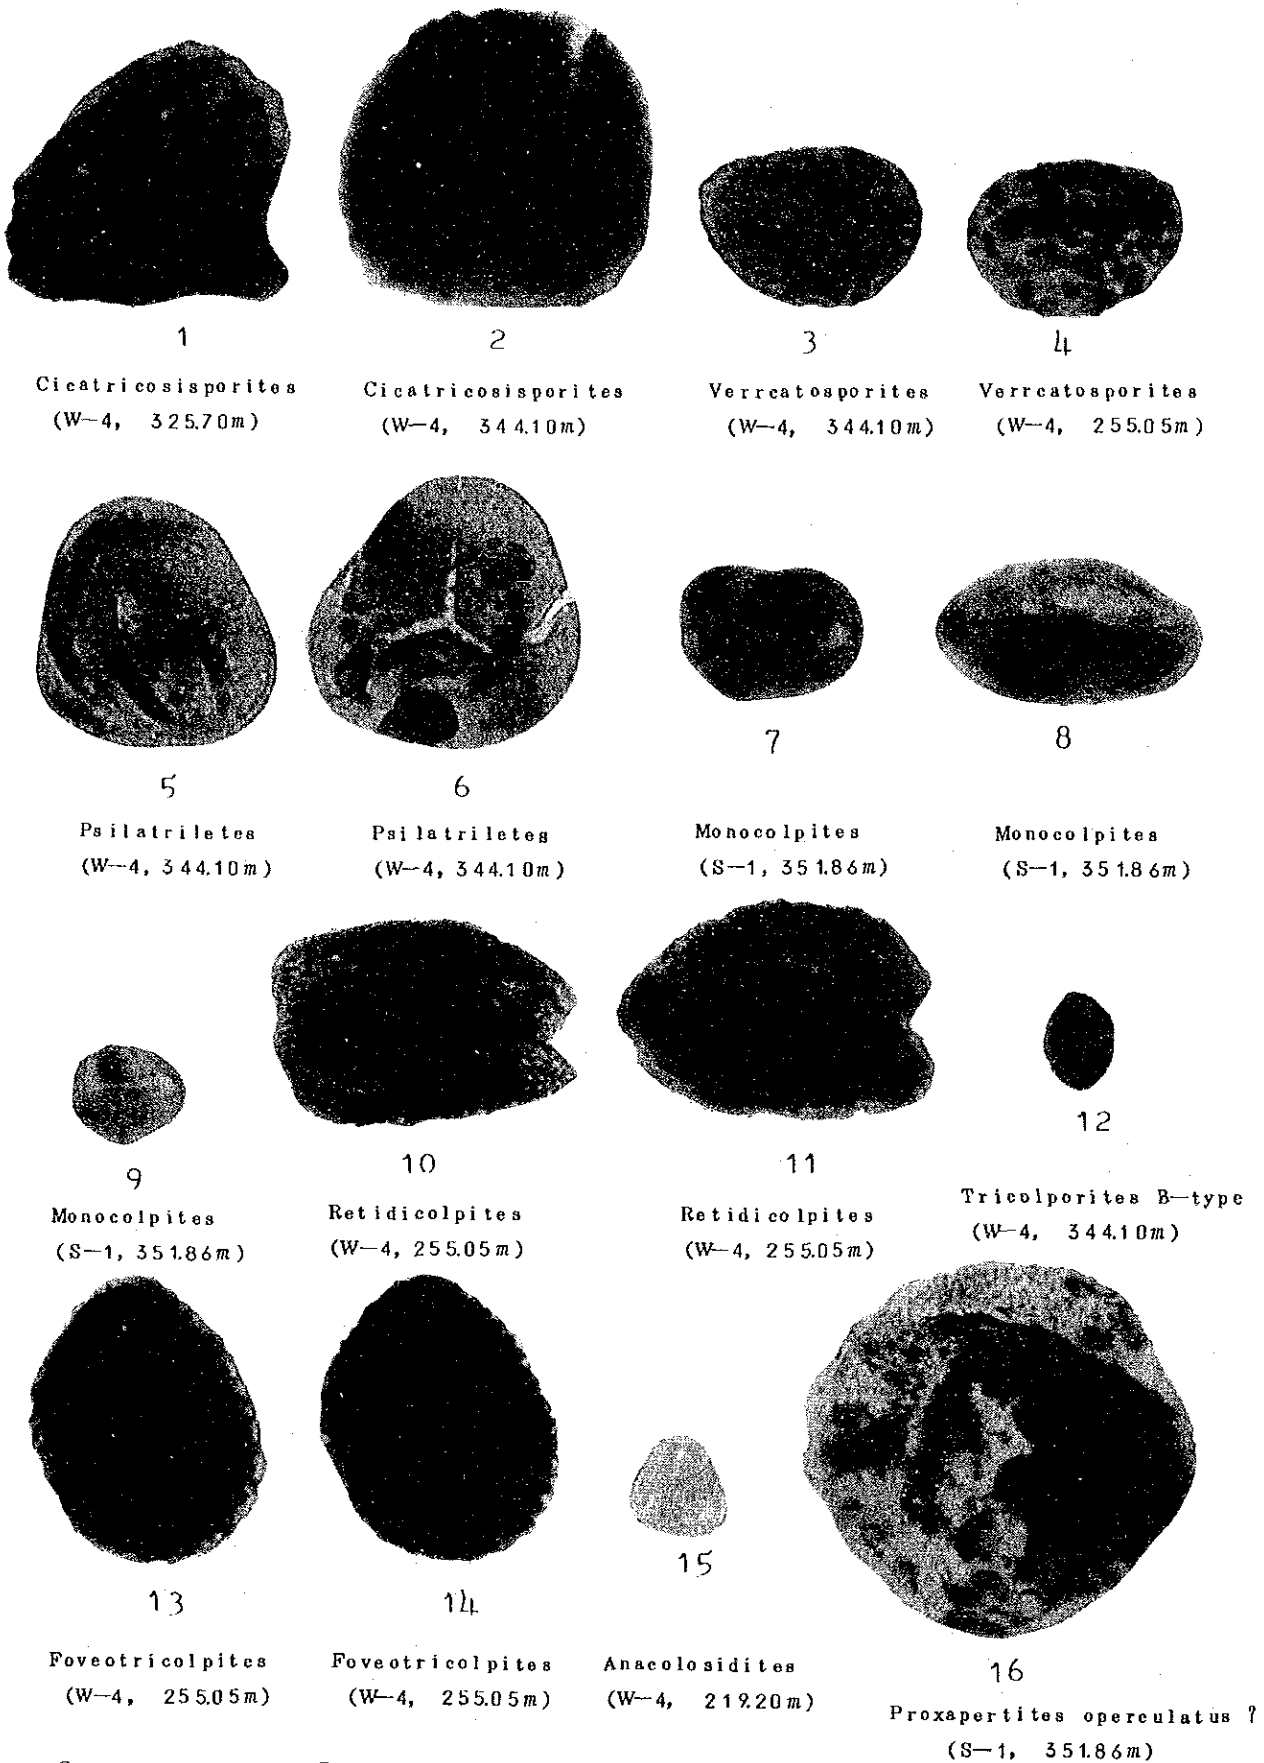 1 2 3 4
Cicatricosisporites Cicatricosisporites Verrcatosporites Verrcatosporites
(W-4, 325.70m) (W-4, 344.10m) (W-4, 344.10m) (W-4, 255.05m)
5 6 7 8
Psilatriletes Psilatriletes Monocolpites Monocolpites
(W-4, 344.10m) (W-4, 344.10m) (S-1, 351.86m) (S-1, 351.86m)
9 10 11 12
Monocolpites Retidicolpites Retidicolpites Tricolporites B-type
(S-1, 351.86m) (W-4, 255.05m) (W-4, 255.05m) (W-4, 344.10m)
13 14 15 16
Foveotricolpites Foveotricolpites Anacolosidites Proxapertites operculatus ?
(W-4, 255.05m) (W-4, 255.05m) (W-4, 219.20m) (S-1, 351.86m)